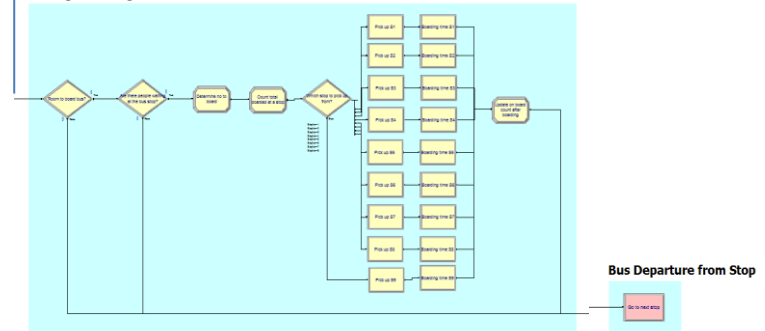 Room to board bus?
Are there people waiting
at the bus stop?
Determine no to
board
Count total
boarded at a stop
Which stop to pick up
from?
Pick up S1
Boarding time S1
Pick up S2
Boarding time S2
Pick up S3
Boarding time S3
Pick up S4
Boarding time S4
Pick up S5
Boarding time S5
Pick up S6
Boarding time S6
Pick up S7
Boarding time S7
Pick up S8
Boarding time S8
Pick up S9
Boarding time S9
Update on board
count after
boarding
Bus Departure from Stop
Go to next stop